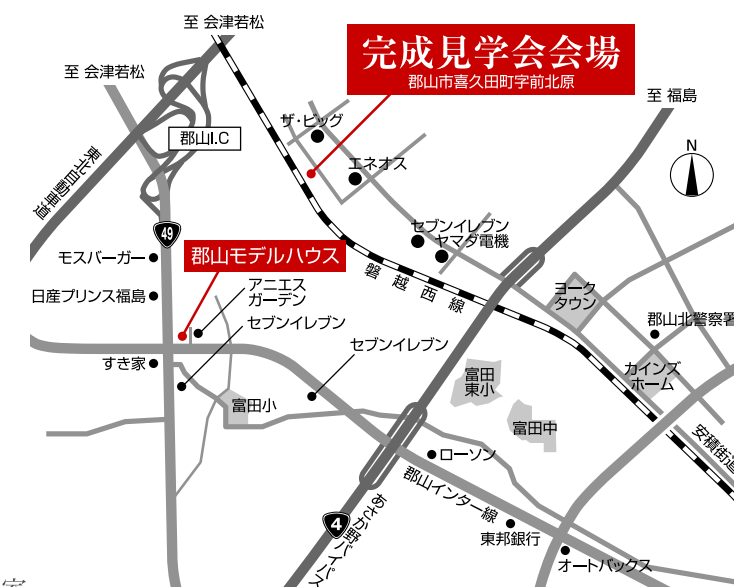 至 会津若松
完成見学会会場
郡山市喜久田町字前北原
至 会津若松
至 福島
ザ・ビッグ
郡山I.C
N
エネオス
東北自動車道
49
セブンイレブン
ヤマダ電機
郡山モデルハウス
モスバーガー
磐越西線
アニエス
ガーデン
日産プリンス福島
ヨーク
タウン
セブンイレブン
郡山北警察署
セブンイレブン
すき家
富田
東小
カインズ
ホーム
富田小
富田中
安積街道
ローソン
郡山インター線
4
あさか野バイパス
東邦銀行
オートバックス